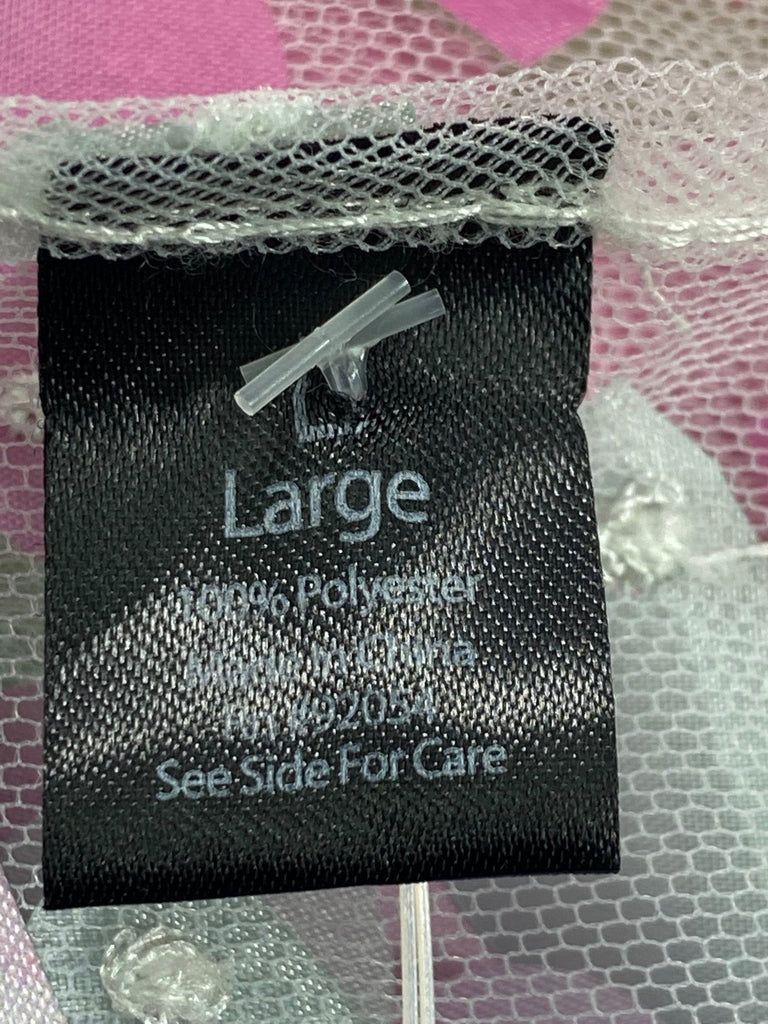 L
Large
100% Polyester
Made in China
See Side For Care